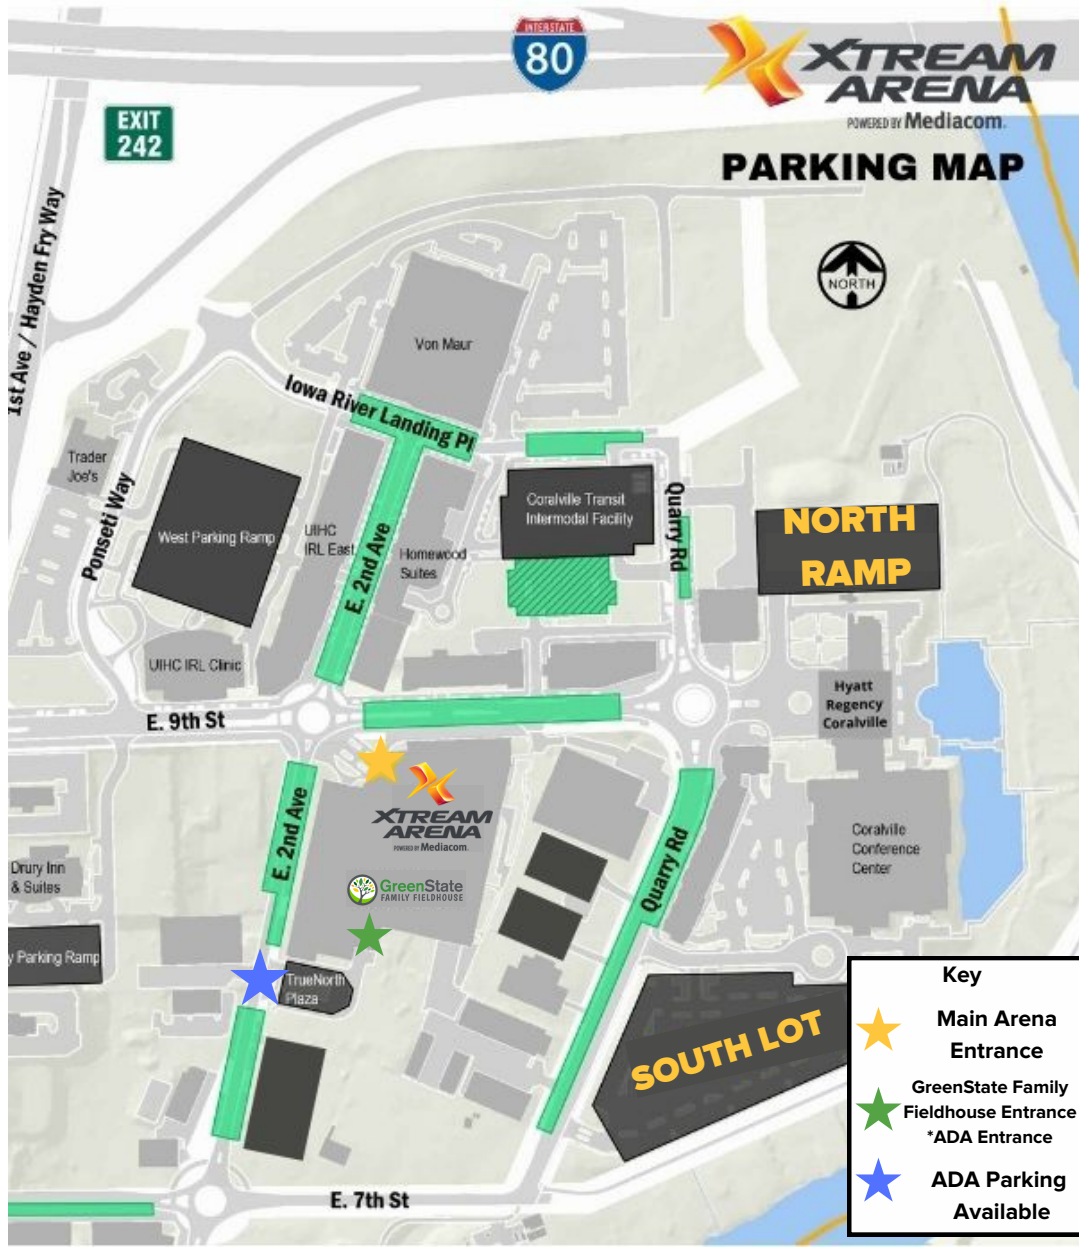 INTERSTATE
80
XTREAM
ARENA
POWERED BY Mediacom.
PARKING MAP
EXIT
242
NORTH
1st Ave / Hayden Fry Way
Von Maur
Iowa River Landing Pl
Trader
Joe's
Ponseti Way
West Parking Ramp
UIHC
IRL East
E. 2nd Ave
Homewood
Suites
Coralville Transit
Intermodal Facility
Quarry Rd
NORTH
RAMP
UIHC IRL Clinic
E. 9th St
Hyatt
Regency
Coralville
XTREAM
ARENA
POWERED BY Mediacom.
E. 2nd Ave
GreenState
FAMILY FIELDHOUSE
Quarry Rd
Coralville
Conference
Center
Drury Inn
& Suites
y Parking Ramp
TrueNorth
Plaza
SOUTH LOT
E. 7th St
Key
Main Arena
Entrance
GreenState Family
Fieldhouse Entrance
*ADA Entrance
ADA Parking
Available